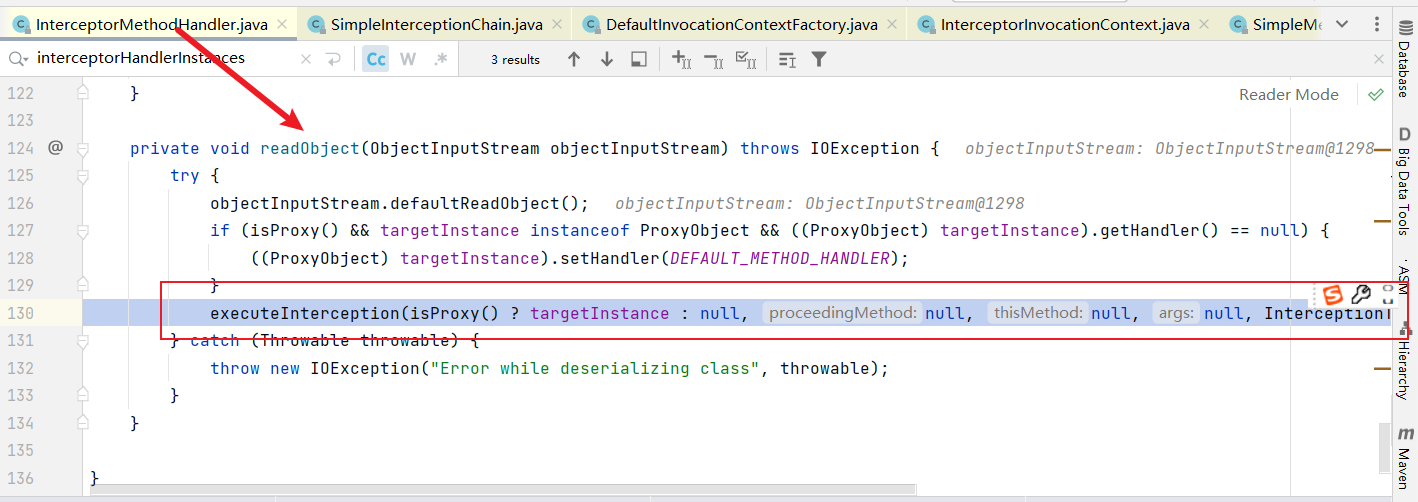 InterceptorMethodHandler.java SimpleInterceptionChain.java DefaultInvocationContextFactory.java InterceptorInvocationContext.java SimpleMe
interceptorHandlerInstances Cc W .* 3 results
Reader Mode
122 }
123
124 @ private void readObject(ObjectInputStream objectInputStream) throws IOException { objectInputStream: ObjectInputStream@1298
125 try {
126 objectInputStream.defaultReadObject(); objectInputStream: ObjectInputStream@1298
127 if (isProxy() && targetInstance instanceof ProxyObject && ((ProxyObject) targetInstance).getHandler() == null) {
128 ((ProxyObject) targetInstance).setHandler(DEFAULT_METHOD_HANDLER);
129 }
130 executeInterception(isProxy() ? targetInstance : null, proceedingMethod: null, thisMethod: null, args: null, InterceptionT
131 } catch (Throwable throwable) {
132 throw new IOException("Error while deserializing class", throwable);
133 }
134 }
135
136 }
Database
D Big Data Tools
ASM
Hierarchy
m Maven